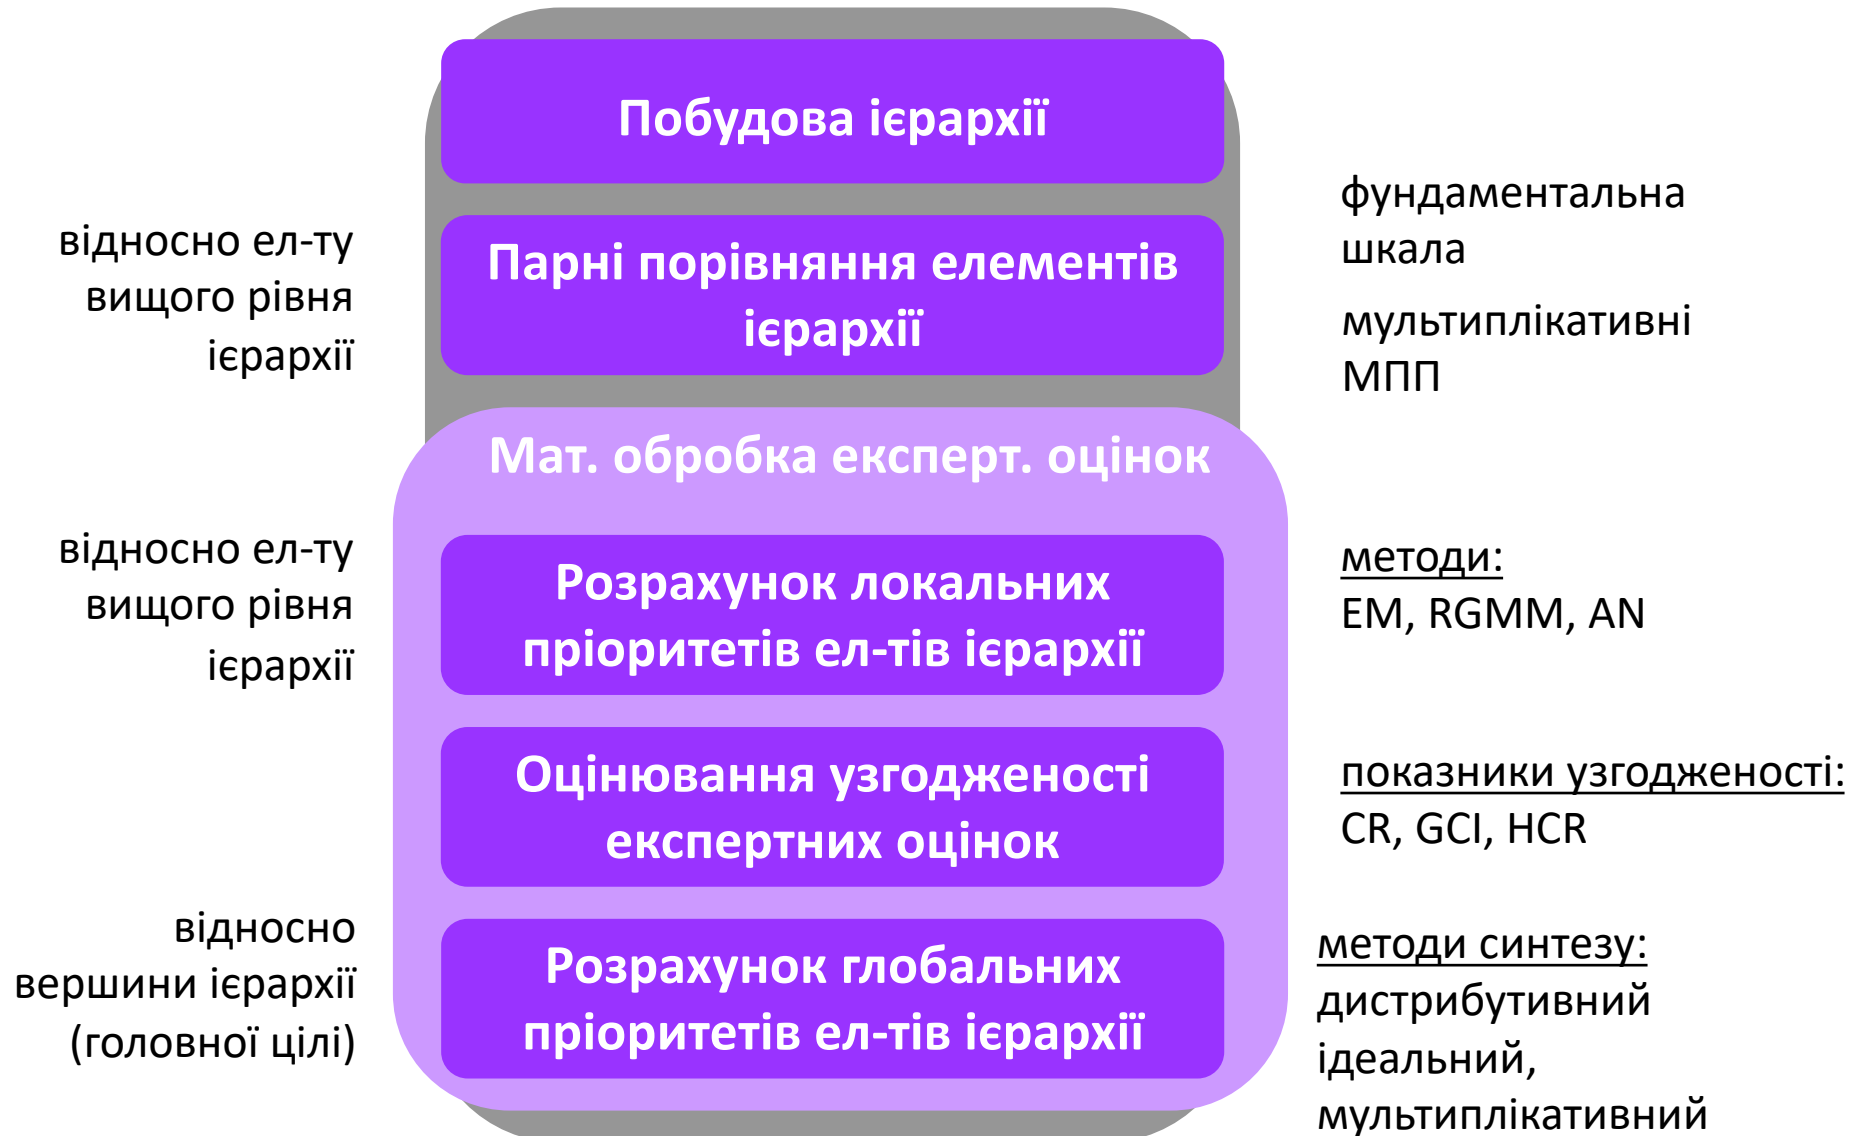 Побудова ієрархії
відносно ел-ту
вищого рівня
ієрархії
Парні порівняння елементів
ієрархії
фундаментальна
шкала
мультиплікативні
МПП
Мат. обробка експерт. оцінок
відносно ел-ту
вищого рівня
ієрархії
Розрахунок локальних
пріоритетів ел-тів ієрархії
методи:
EM, RGMM, AN
Оцінювання узгодженості
експертних оцінок
показники узгодженості:
CR, GCI, HCR
відносно
вершини ієрархії
(головної цілі)
Розрахунок глобальних
пріоритетів ел-тів ієрархії
методи синтезу:
дистрибутивний
ідеальний,
мультиплікативний